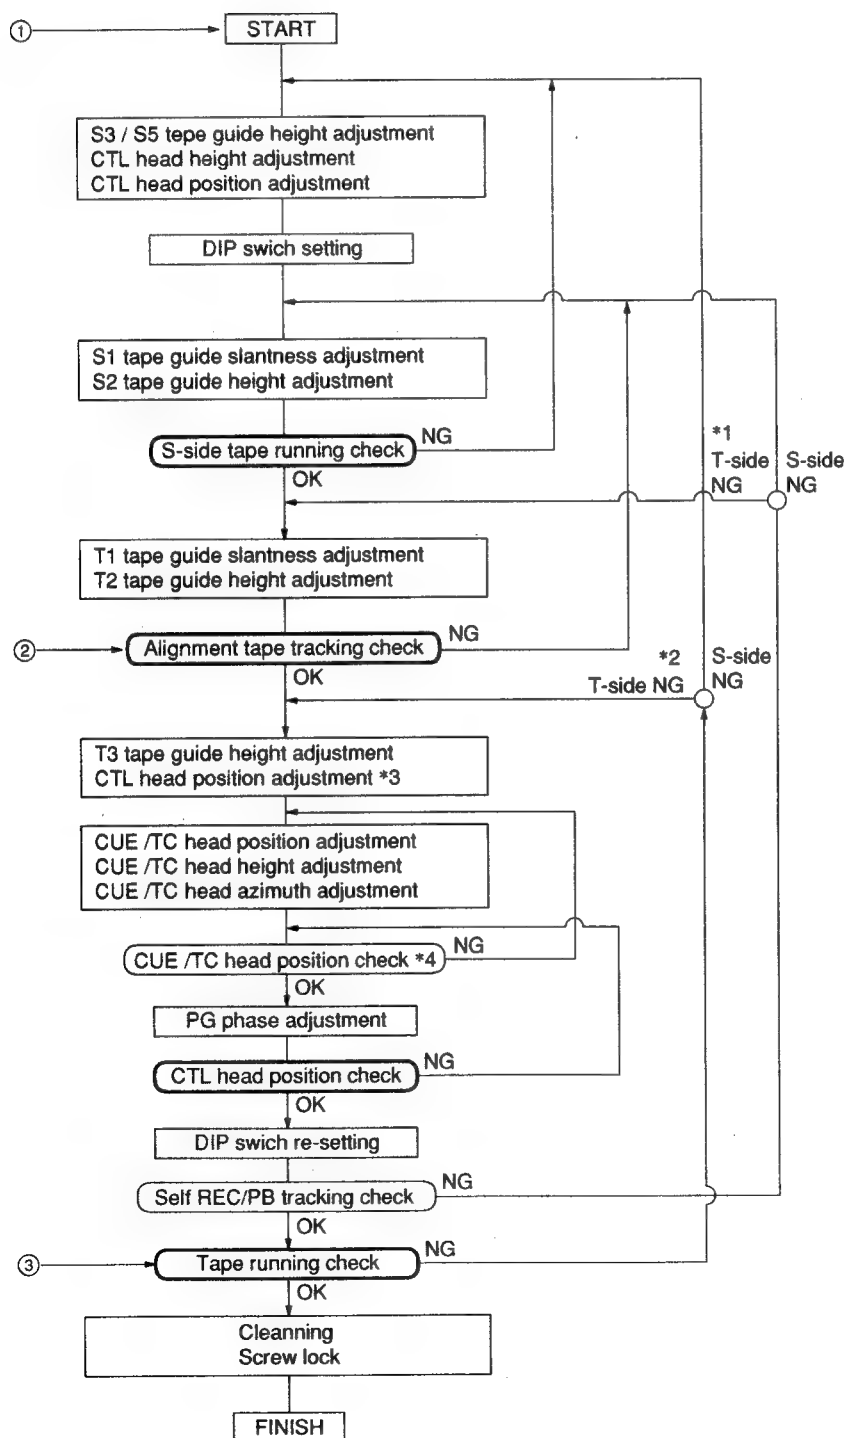 ① START
S3 / S5 tepe guide height adjustment
CTL head height adjustment
CTL head position adjustment
DIP swich setting
S1 tape guide slantness adjustment
S2 tape guide height adjustment
S-side tape running check
NG
OK
*1
T-side NG
S-side NG
T1 tape guide slantness adjustment
T2 tape guide height adjustment
② Alignment tape tracking check
NG
OK
*2
T-side NG
S-side NG
T3 tape guide height adjustment
CTL head position adjustment *3
CUE /TC head position adjustment
CUE /TC head height adjustment
CUE /TC head azimuth adjustment
CUE /TC head position check *4
NG
OK
PG phase adjustment
CTL head position check
NG
OK
DIP swich re-setting
Self REC/PB tracking check
NG
OK
③ Tape running check
NG
OK
Cleanning
Screw lock
FINISH